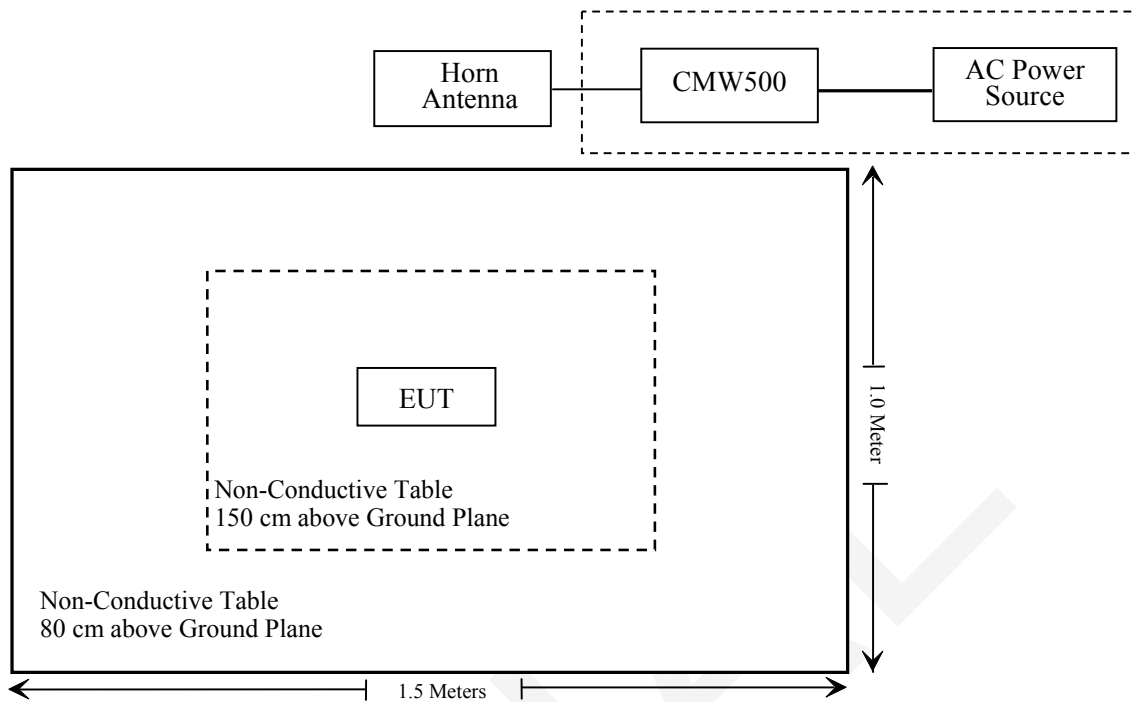 Horn
Antenna
CMW500
AC Power
Source
EUT
Non-Conductive Table
150 cm above Ground Plane
Non-Conductive Table
80 cm above Ground Plane
1.0 Meter
1.5 Meters